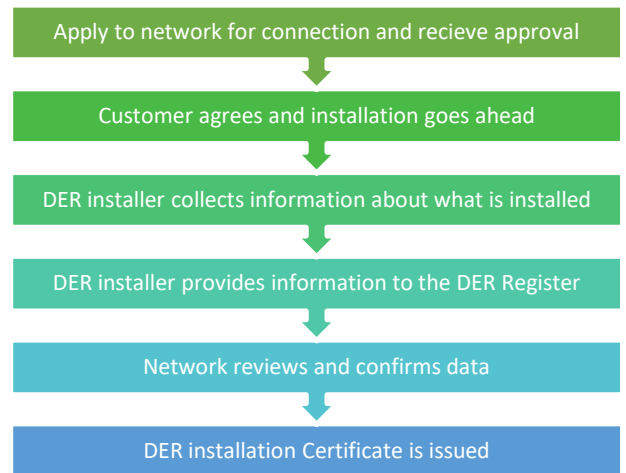 Apply to network for connection and recieve approval
Customer agrees and installation goes ahead
DER installer collects information about what is installed
DER installer provides information to the DER Register
Network reviews and confirms data
DER installation Certificate is issued